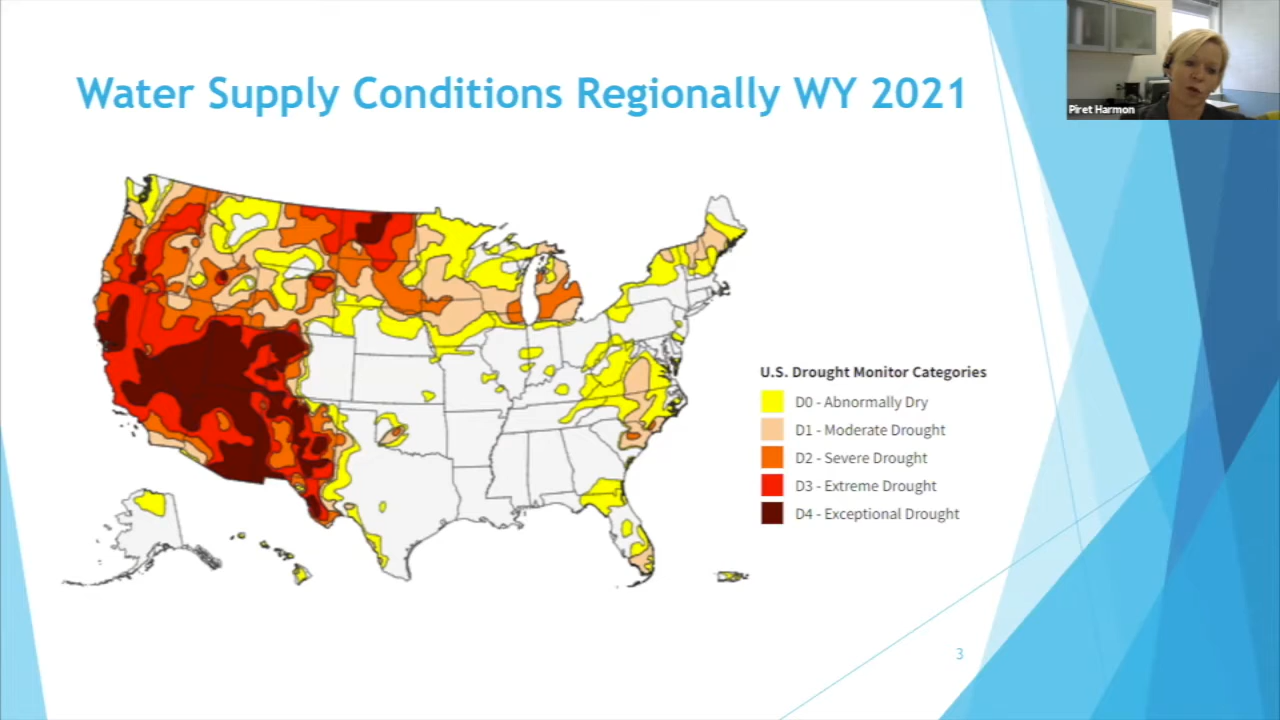 Water Supply Conditions Regionally WY 2021
Piret Harmon
U.S. Drought Monitor Categories
D0 - Abnormally Dry
D1 - Moderate Drought
D2 - Severe Drought
D3 - Extreme Drought
D4 - Exceptional Drought
3